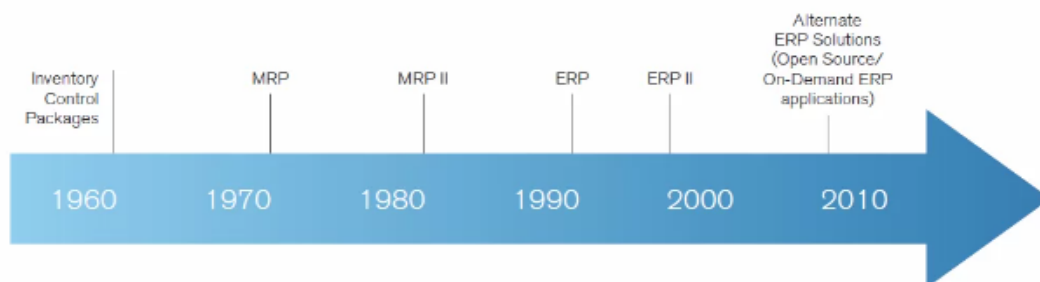 Inventory
Control
Packages
MRP
MRP II
ERP
ERP II
Alternate
ERP Solutions
(Open Source/
On-Demand ERP
applications)
1960
1970
1980
1990
2000
2010